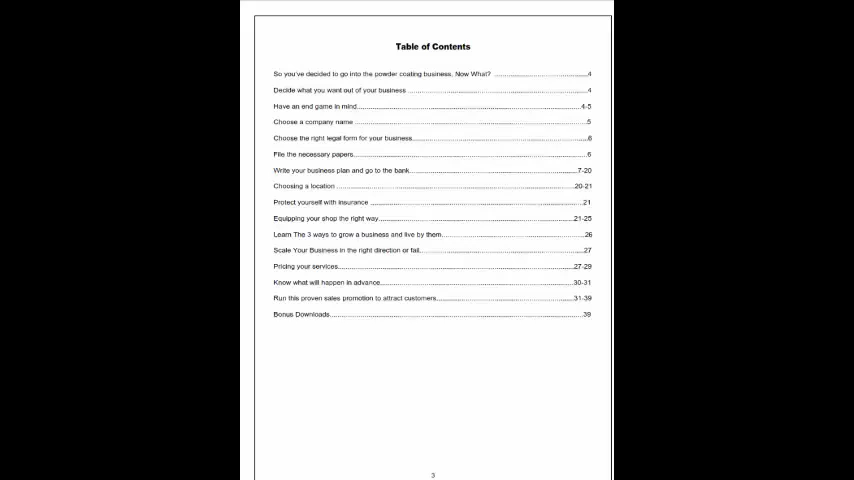 Table of Contents
So you've decided to go into the powder coating business. Now What? ........................................4
Decide what you want out of your business ........................................4
Have an end game in mind........................................4-5
Choose a company name ........................................5
Choose the right legal form for your business........................................6
File the necessary papers........................................6
Write your business plan and go to the bank........................................7-20
Choosing a location ........................................20-21
Protect yourself with insurance ........................................21
Equipping your shop the right way........................................21-25
Learn The 3 ways to grow a business and live by them........................................26
Scale Your Business in the right direction or fail........................................27
Pricing your services........................................27-29
Know what will happen in advance........................................30-31
Run this proven sales promotion to attract customers........................................31-39
Bonus Downloads........................................39
3